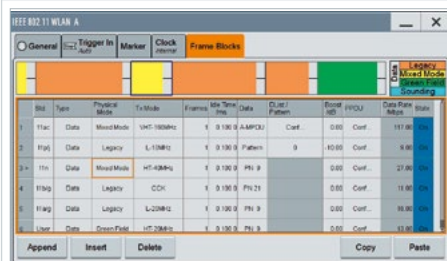 IEEE 802 11 WLAN A
General Trigger In Auto Marker Clock Internal Frame Blocks
Data Legacy
Mixed Mode
Green Field
Sounding
Std Type Physical Mode Tx Mode Frames Idle Time /ms Data DList / Pattern Boost /dB PPDU Data Rate /Mbps State
1 11ac Data Mixed Mode VHT-160MHz 1 0.100 0 A-MPDU Conf... 0.00 Conf... 117.00 On
2 11p/j Data Legacy L-10MHz 1 0.100 0 Pattern 0 -10.00 Conf... 9.00 On
3 11n Data Mixed Mode HT-40MHz 1 0.100 0 PN 9 0.00 Conf... 27.00 On
4 11b/g Data Legacy CCK 1 0.100 0 PN 21 0.00 Conf... 11.00 On
11a/g Data Legacy L-20MHz 1 0.100 0 PN 9 0.00 Conf... 18.00 On
User Data Green Field HT-20MHz 1 0.100 0 PN 9 0.00 Conf... 13.00 On
Append Insert Delete Copy Paste